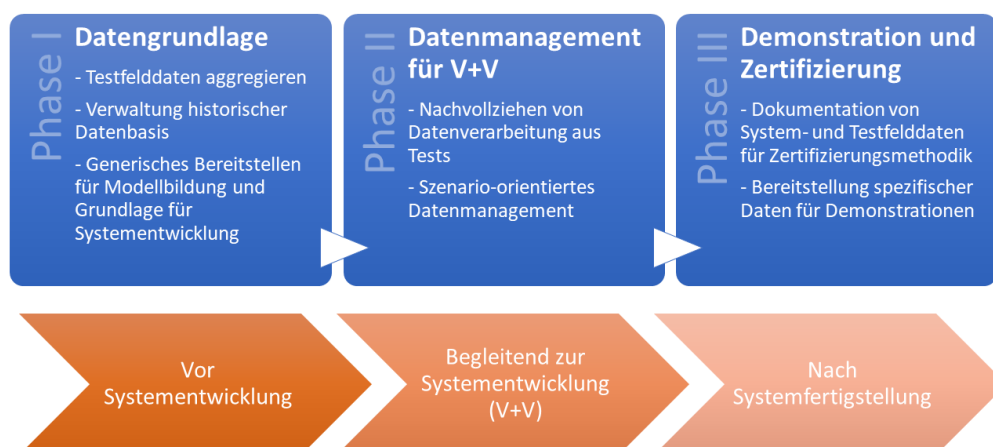 Phase I
Datengrundlage
- Testfelddaten aggregieren
- Verwaltung historischer
Datenbasis
- Generisches Bereitstellen
für Modellbildung und
Grundlage für
Systementwicklung
Phase II
Datenmanagement
für V+V
- Nachvollziehen von
Datenverarbeitung aus
Tests
- Szenario-orientiertes
Datenmanagement
Phase III
Demonstration und
Zertifizierung
- Dokumentation von
System- und Testfelddaten
für Zertifizierungsmethodik
- Bereitstellung spezifischer
Daten für Demonstrationen
Vor
Systementwicklung
Begleitend zur
Systementwicklung
(V+V)
Nach
Systemfertigstellung